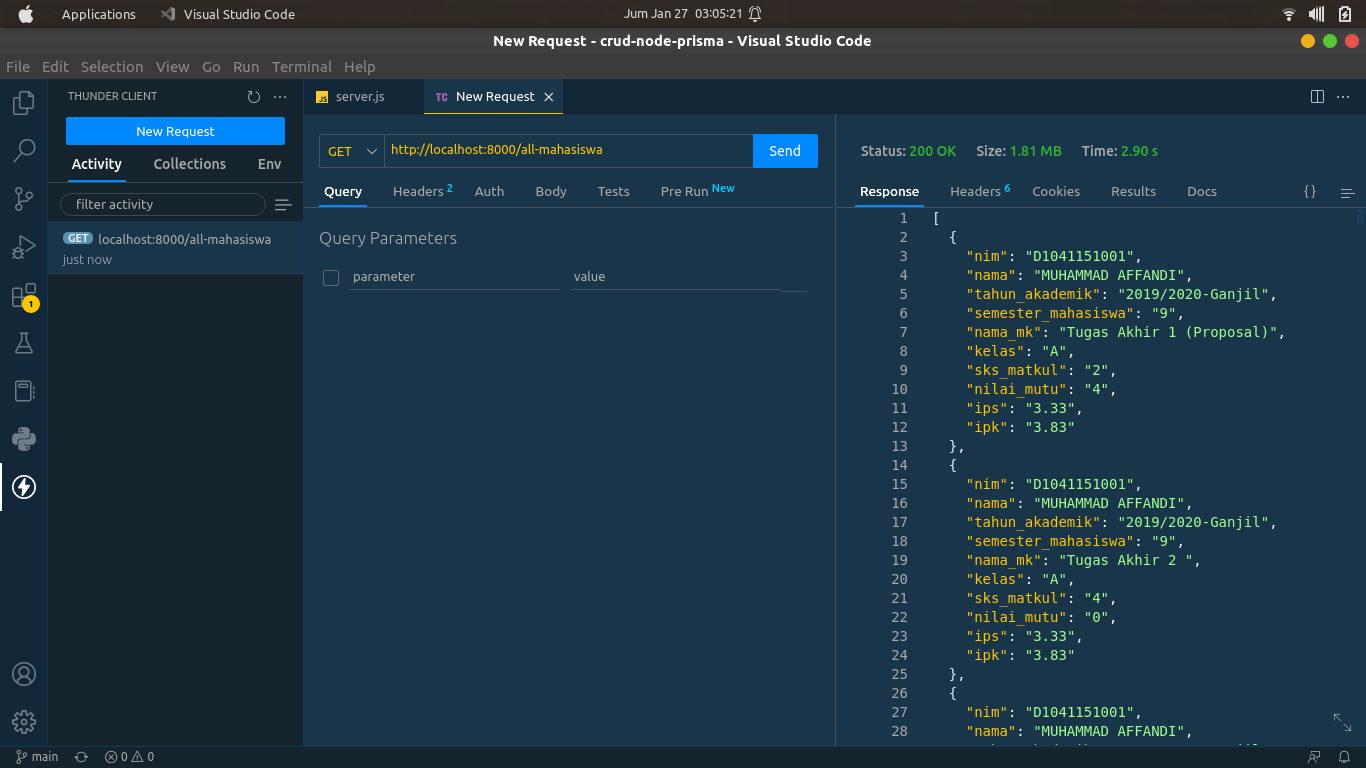 Applications Visual Studio Code Jum Jan 27 03:05:21
New Request - crud-node-prisma - Visual Studio Code
File Edit Selection View Go Run Terminal Help
THUNDER CLIENT
New Request
Activity Collections Env
filter activity
GET localhost:8000/all-mahasiswa
just now
1
JS server.js TC New Request
GET http://localhost:8000/all-mahasiswa Send
Query Headers 2 Auth Body Tests Pre Run New
Query Parameters
parameter value
Status: 200 OK Size: 1.81 MB Time: 2.90 s
Response Headers 6 Cookies Results Docs {}
1 [
2 {
3 "nim": "D1041151001",
4 "nama": "MUHAMMAD AFFANDI",
5 "tahun_akademik": "2019/2020-Ganjil",
6 "semester_mahasiswa": "9",
7 "nama_mk": "Tugas Akhir 1 (Proposal)",
8 "kelas": "A",
9 "sks_matkul": "2",
10 "nilai_mutu": "4",
11 "ips": "3.33",
12 "ipk": "3.83"
13 },
14 {
15 "nim": "D1041151001",
16 "nama": "MUHAMMAD AFFANDI",
17 "tahun_akademik": "2019/2020-Ganjil",
18 "semester_mahasiswa": "9",
19 "nama_mk": "Tugas Akhir 2 ",
20 "kelas": "A",
21 "sks_matkul": "4",
22 "nilai_mutu": "0",
23 "ips": "3.33",
24 "ipk": "3.83"
25 },
26 {
27 "nim": "D1041151001",
28 "nama": "MUHAMMAD AFFANDI",
main 0 0